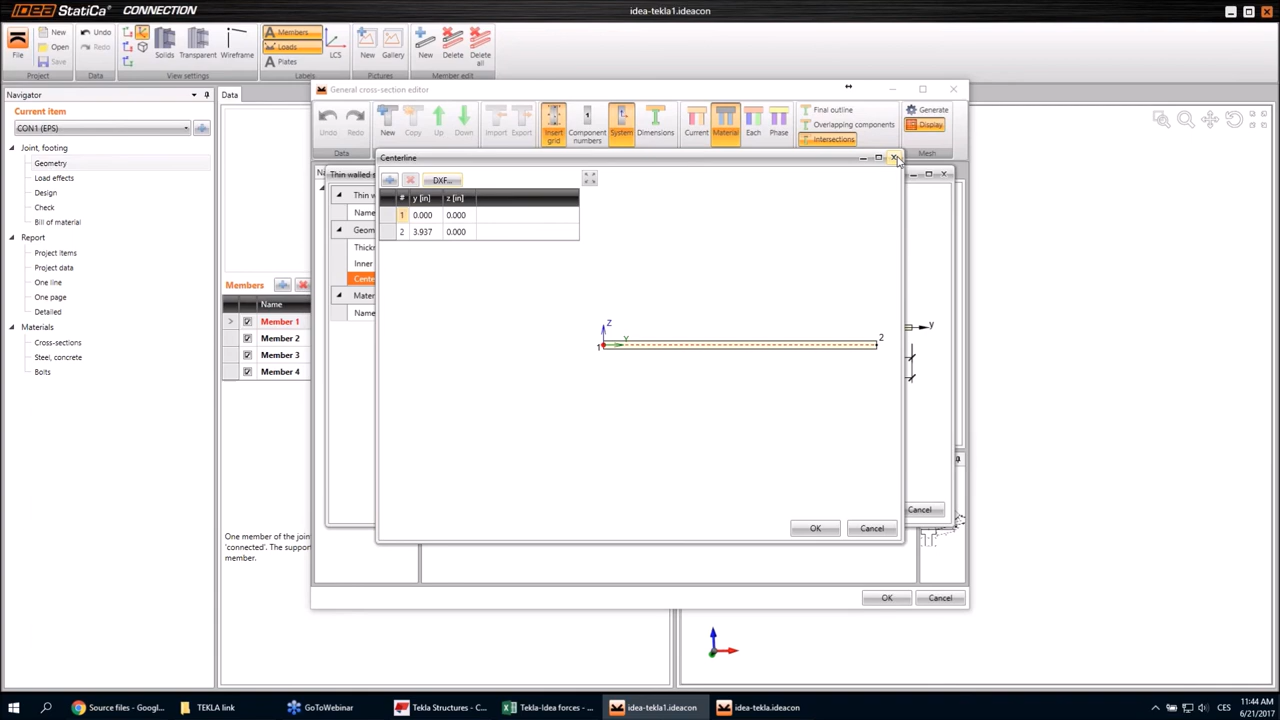 IDEA StatiCa® CONNECTION
idea-tekla1.ideacon
File
New
Open
Save
Project
Undo
Redo
Data
Solids
Transparent
Wireframe
View settings
Members
Loads
Plates
Labels
LCS
New
Gallery
Pictures
New
Delete
Delete all
Member edit
Navigator
Current item
CON1 (EPS)
Joint, footing
Geometry
Load effects
Design
Check
Bill of material
Report
Project items
Project data
One line
One page
Detailed
Materials
Cross-sections
Steel, concrete
Bolts
Data
Members
Name
Member 1
Member 2
Member 3
Member 4
One member of the joint
'connected'. The suppo
member.
General cross-section editor
Undo
Redo
Data
New
Copy
Up
Down
Import
Export
Insert grid
Component numbers
System
Dimensions
Current
Material
Each
Phase
Final outline
Overlapping components
Intersections
Generate
Display
Mesh
Thin walled s
Thin w
Name
Geom
Thickn
Inner
Cente
Mater
Name
Cancel
y
Centerline
DXF...
# y [in] z [in]
1 0.000 0.000
2 3.937 0.000
Z
Y
1
2
OK Cancel
OK Cancel
Source files - Googl...
TEKLA link
GoToWebinar
Tekla Structures - C...
Tekla-Idea forces - ...
idea-tekla1.ideacon
idea-tekla.ideacon
CES
11:44 AM
6/21/2017